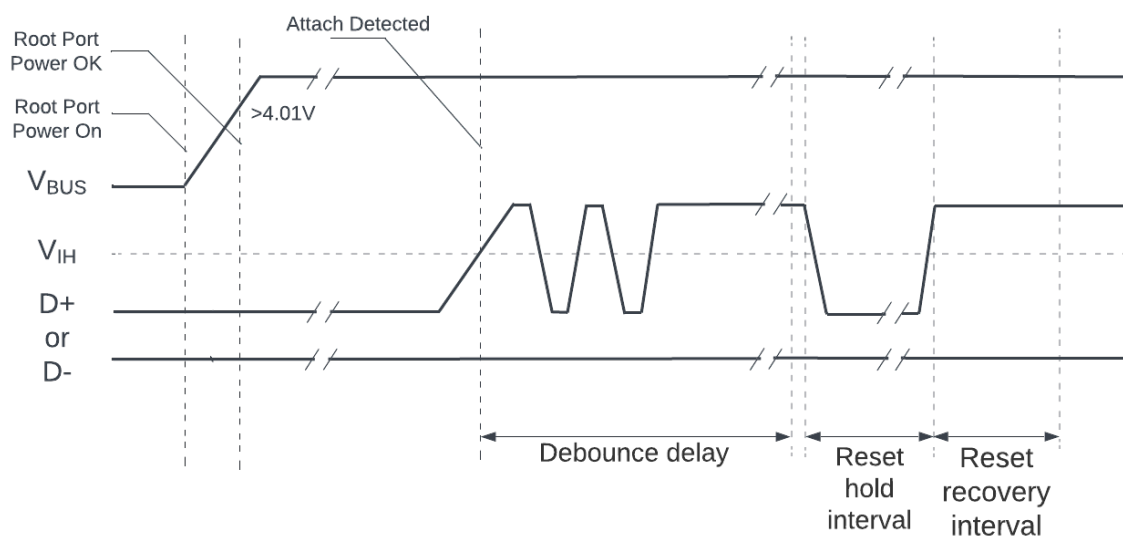 Attach Detected
Root Port
Power OK
>4.01V
Root Port
Power On
VBUS
VIH
D+
or
D-
Debounce delay
Reset
hold
interval
Reset
recovery
interval